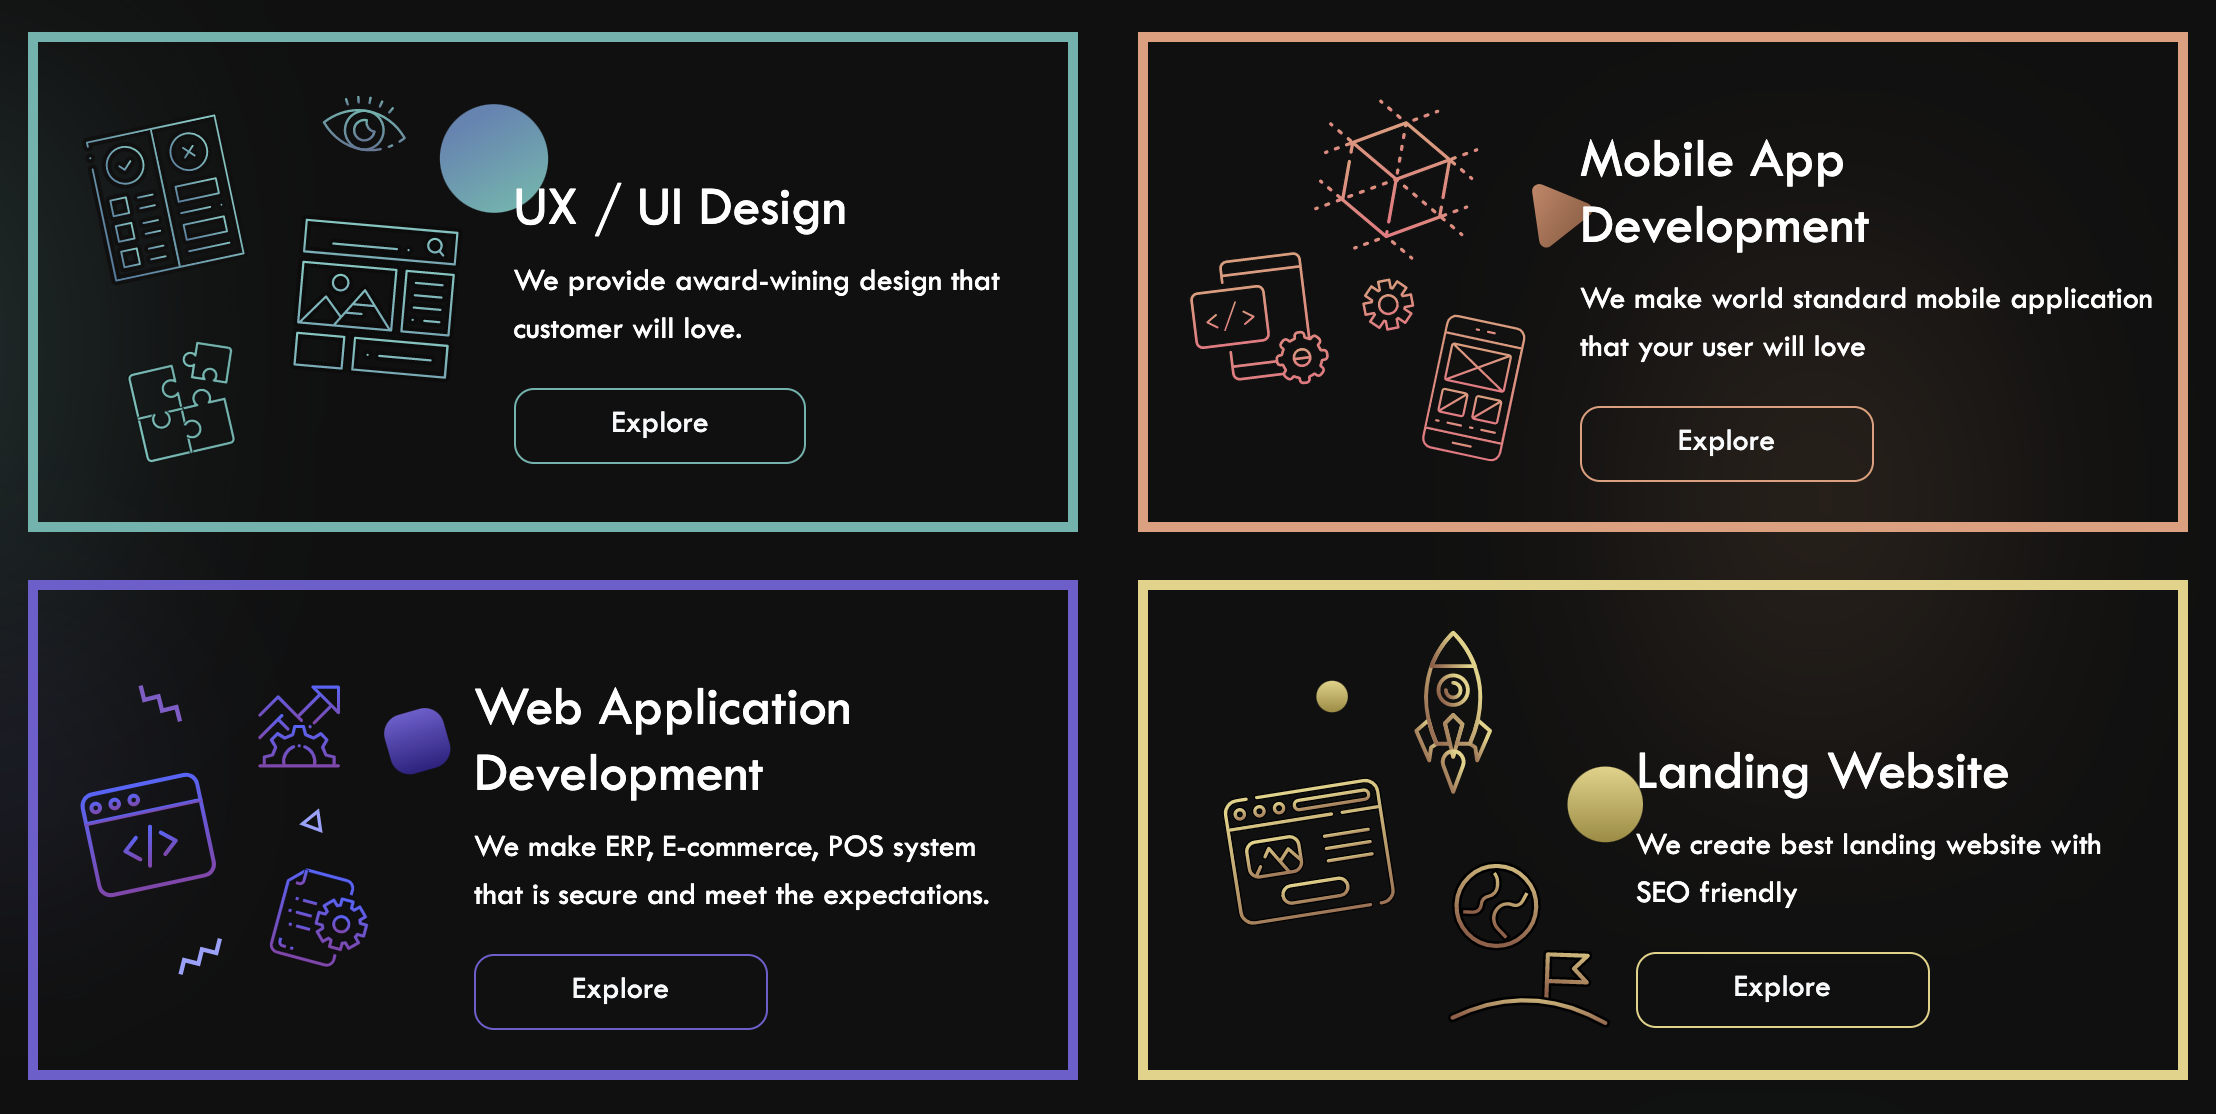 UX / UI Design
We provide award-wining design that
customer will love.
Explore
Mobile App
Development
We make world standard mobile application
that your user will love
Explore
Web Application
Development
We make ERP, E-commerce, POS system
that is secure and meet the expectations.
Explore
Landing Website
We create best landing website with
SEO friendly
Explore